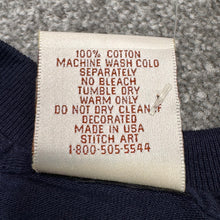 100% COTTON
MACHINE WASH COLD
SEPARATELY
NO BLEACH
TUMBLE DRY
WARM ONLY
DO NOT DRY CLEAN IF
DECORATED
MADE IN USA
STITCH ART
1-800-505-5544